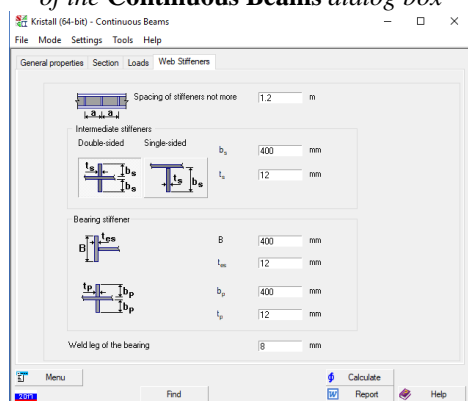 of the Continuous Beams dialog box
Kristall (64-bit) - Continuous Beams
File Mode Settings Tools Help
General properties Section Loads Web Stiffeners
Spacing of stiffeners not more 1.2 m
a a
Intermediate stiffeners
Double-sided Single-sided
ts bs bs
ts bs
bs 400 mm
ts 12 mm
Bearing stiffener
B tes
B 400 mm
tes 12 mm
tp bp bp
bp 400 mm
tp 12 mm
Weld leg of the bearing 8 mm
Menu Calculate
2011 Find Report Help